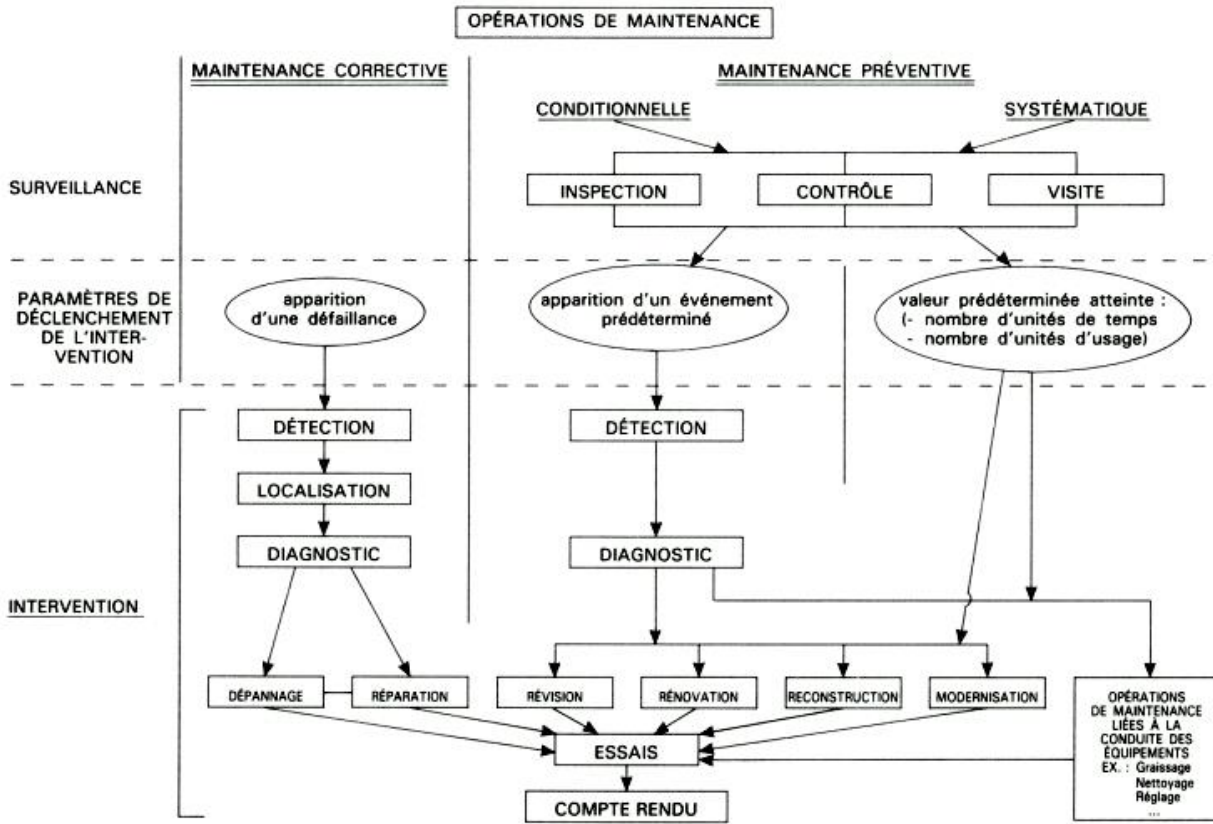 OPÉRATIONS DE MAINTENANCE
MAINTENANCE CORRECTIVE
MAINTENANCE PRÉVENTIVE
CONDITIONNELLE
SYSTÉMATIQUE
SURVEILLANCE
INSPECTION
CONTRÔLE
VISITE
PARAMÈTRES DE
DÉCLENCHEMENT
DE L'INTER-
VENTION
apparition
d'une défaillance
apparition d'un événement
prédéterminé
valeur prédéterminée atteinte :
(- nombre d'unités de temps
- nombre d'unités d'usage)
DÉTECTION
DÉTECTION
LOCALISATION
DIAGNOSTIC
DIAGNOSTIC
INTERVENTION
DÉPANNAGE
RÉPARATION
RÉVISION
RÉNOVATION
RECONSTRUCTION
MODERNISATION
OPÉRATIONS
DE MAINTENANCE
LIÉES À LA
CONDUITE DES
ÉQUIPEMENTS
EX. : Graissage
Nettoyage
Réglage
...
ESSAIS
COMPTE RENDU